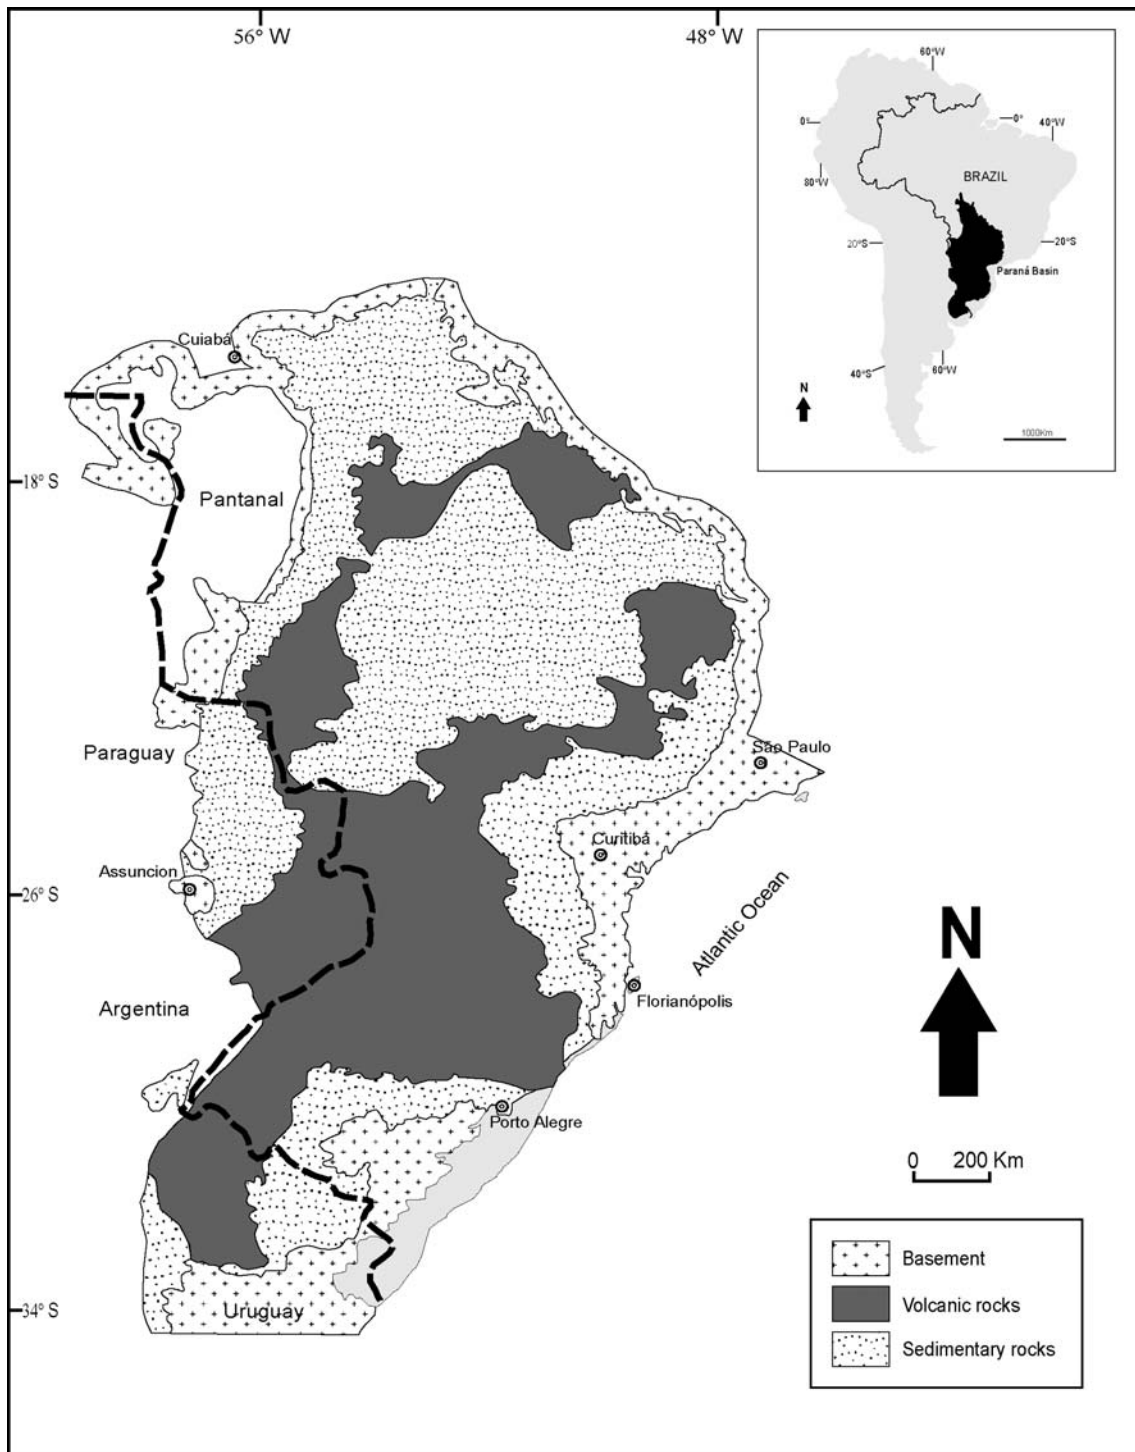 56° W
48° W
60°W
0°
0°
40°W
80°W
BRAZIL
20°S
20°S
Paraná Basin
60°W
40°S
N
1000Km
Cuiabá
18° S
Pantanal
Paraguay
São Paulo
Curitiba
Assuncion
26° S
Atlantic Ocean
N
Florianópolis
Argentina
Porto Alegre
0 200 Km
Basement
Volcanic rocks
Sedimentary rocks
34° S
Uruguay